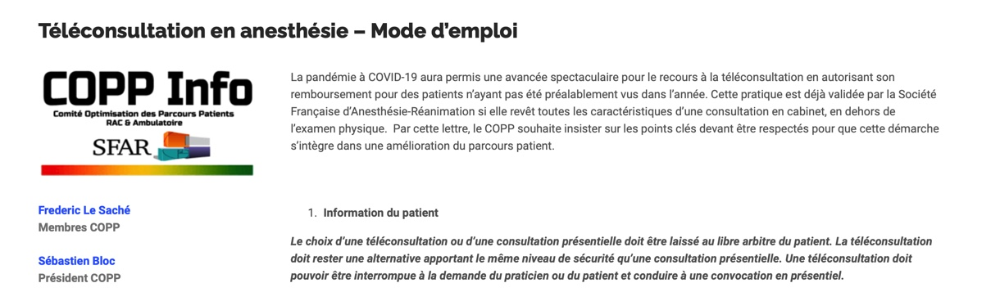 Téléconsultation en anesthésie – Mode d’emploi
COPP Info
Comité Optimisation des Parcours Patients
RAC & Ambulatoire
SFAR
La pandémie à COVID-19 aura permis une avancée spectaculaire pour le recours à la téléconsultation en autorisant son
remboursement pour des patients n’ayant pas été préalablement vus dans l’année. Cette pratique est déjà validée par la Société
Française d’Anesthésie-Réanimation si elle revêt toutes les caractéristiques d’une consultation en cabinet, en dehors de
l’examen physique.  Par cette lettre, le COPP souhaite insister sur les points clés devant être respectés pour que cette démarche
s’intègre dans une amélioration du parcours patient.
Frederic Le Saché
Membres COPP
Sébastien Bloc
Président COPP
1. Information du patient
Le choix d’une téléconsultation ou d’une consultation présentielle doit être laissé au libre arbitre du patient. La téléconsultation
doit rester une alternative apportant le même niveau de sécurité qu’une consultation présentielle. Une téléconsultation doit
pouvoir être interrompue à la demande du praticien ou du patient et conduire à une convocation en présentiel.